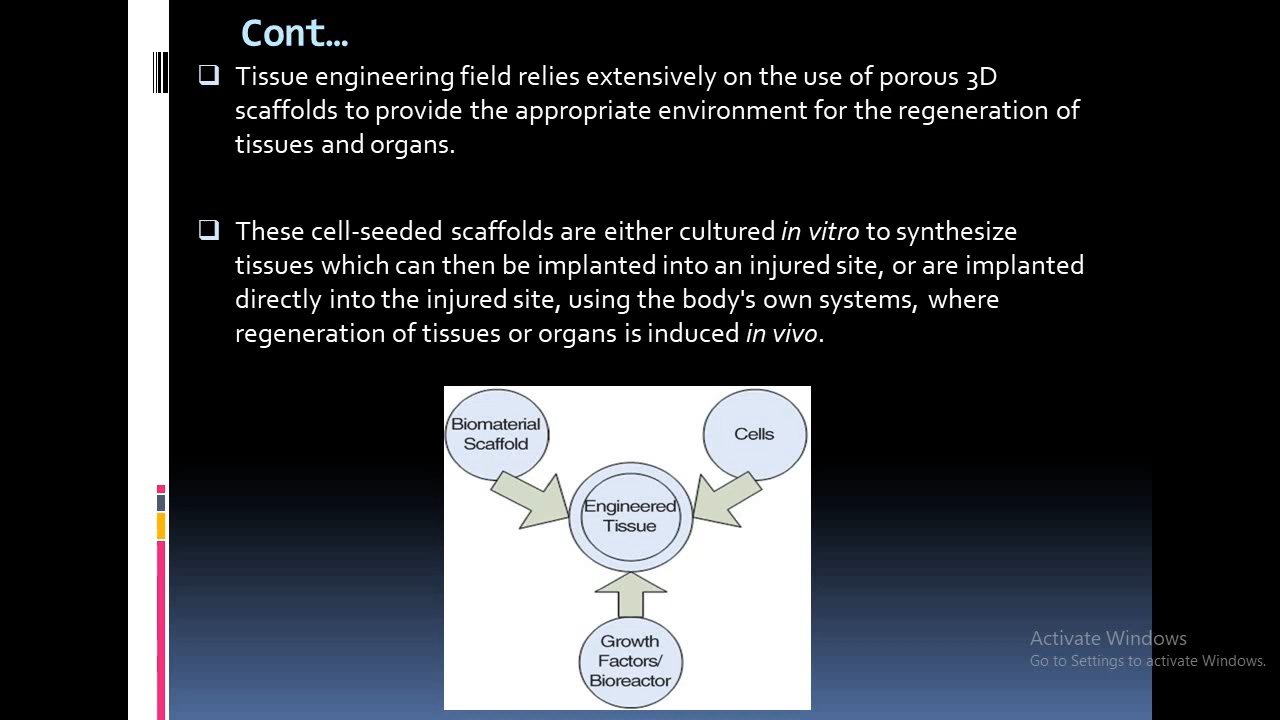 Cont…
Tissue engineering field relies extensively on the use of porous 3D
scaffolds to provide the appropriate environment for the regeneration of
tissues and organs.
These cell-seeded scaffolds are either cultured in vitro to synthesize
tissues which can then be implanted into an injured site, or are implanted
directly into the injured site, using the body's own systems, where
regeneration of tissues or organs is induced in vivo.
Biomaterial
Scaffold
Cells
Engineered
Tissue
Growth
Factors/
Bioreactor
Activate Windows
Go to Settings to activate Windows.